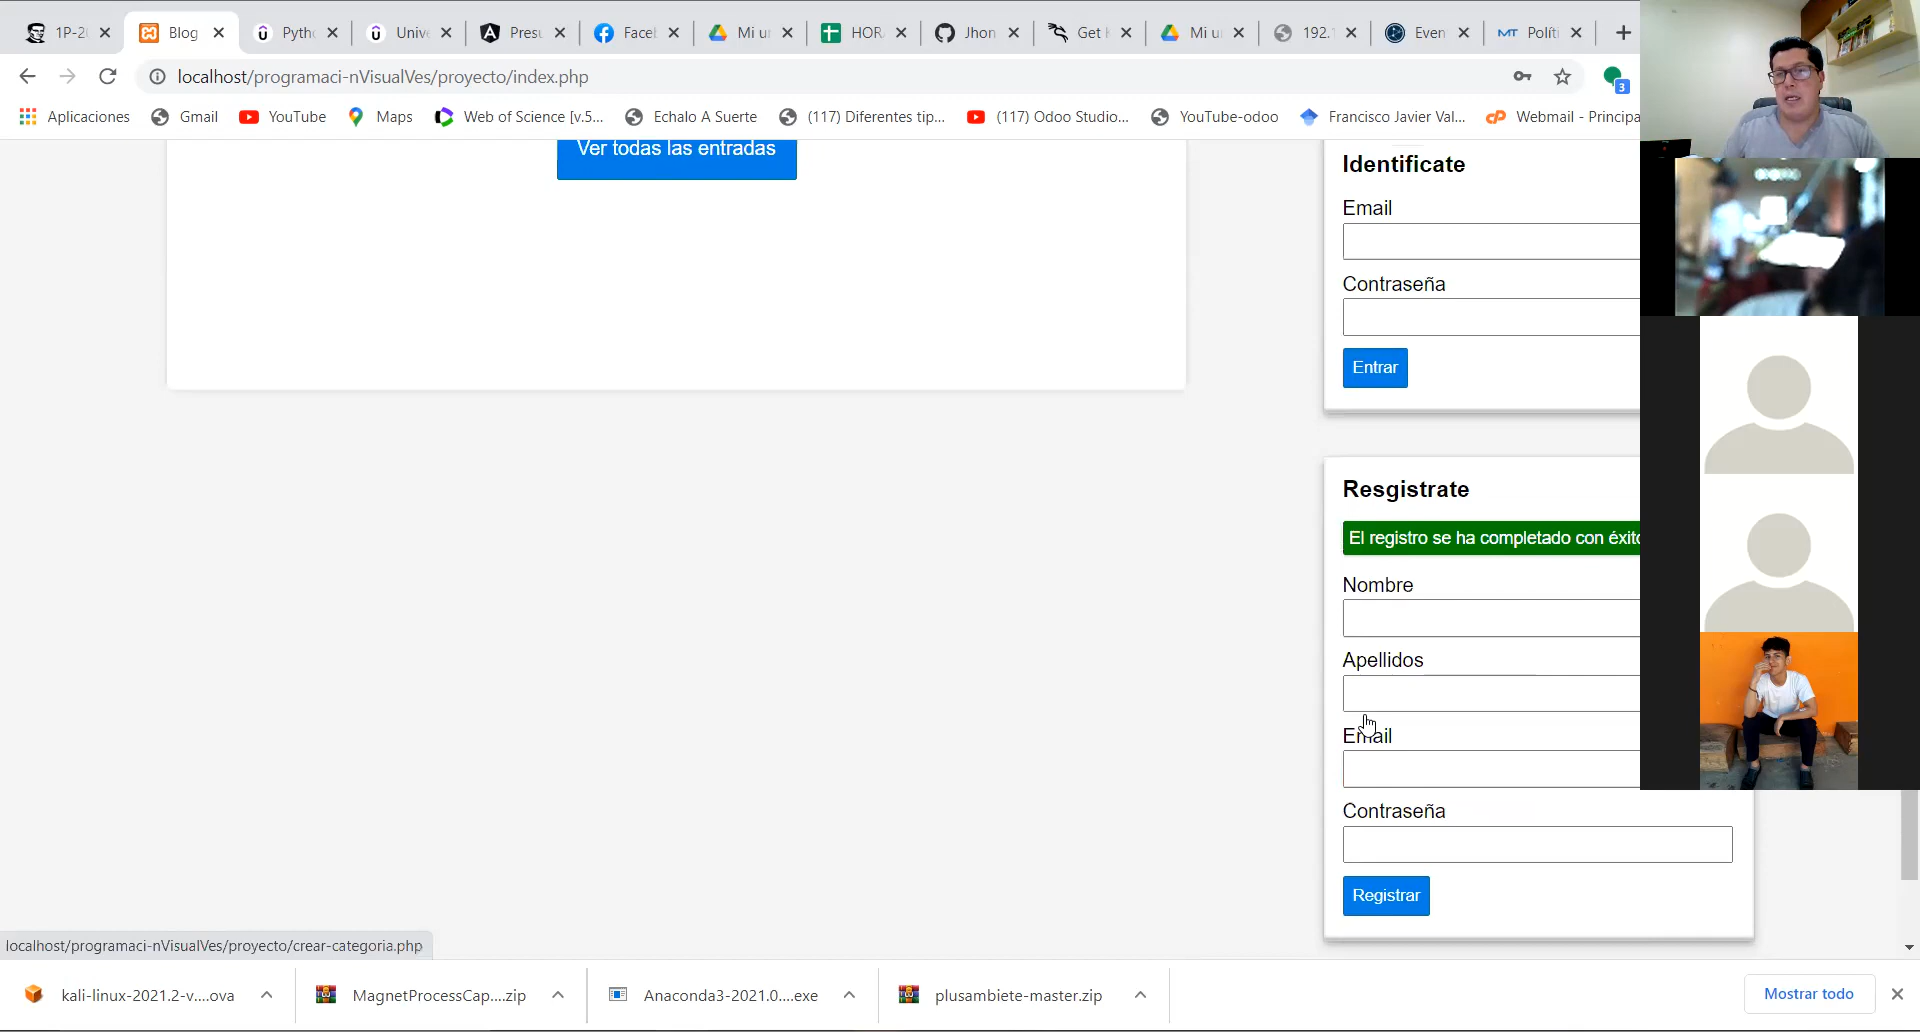 1P-2
Blog
Pyth
Univ
Presu
Facel
Mi u
HOR
Jhon
Get
Mi u
192.
Even
Políti
localhost/programaci-nVisualVes/proyecto/index.php
3
Aplicaciones
Gmail
YouTube
Maps
Web of Science [v.5...
Echalo A Suerte
(117) Diferentes tip...
(117) Odoo Studio...
YouTube-odoo
Francisco Javier Val...
Webmail - Principa
Ver todas las entradas
Identificate
Email
Contraseña
Entrar
Resgistrate
El registro se ha completado con éxito
Nombre
Apellidos
Email
Contraseña
Registrar
localhost/programaci-nVisualVes/proyecto/crear-categoria.php
kali-linux-2021.2-v....ova
MagnetProcessCap....zip
Anaconda3-2021.0....exe
plusambiete-master.zip
Mostrar todo